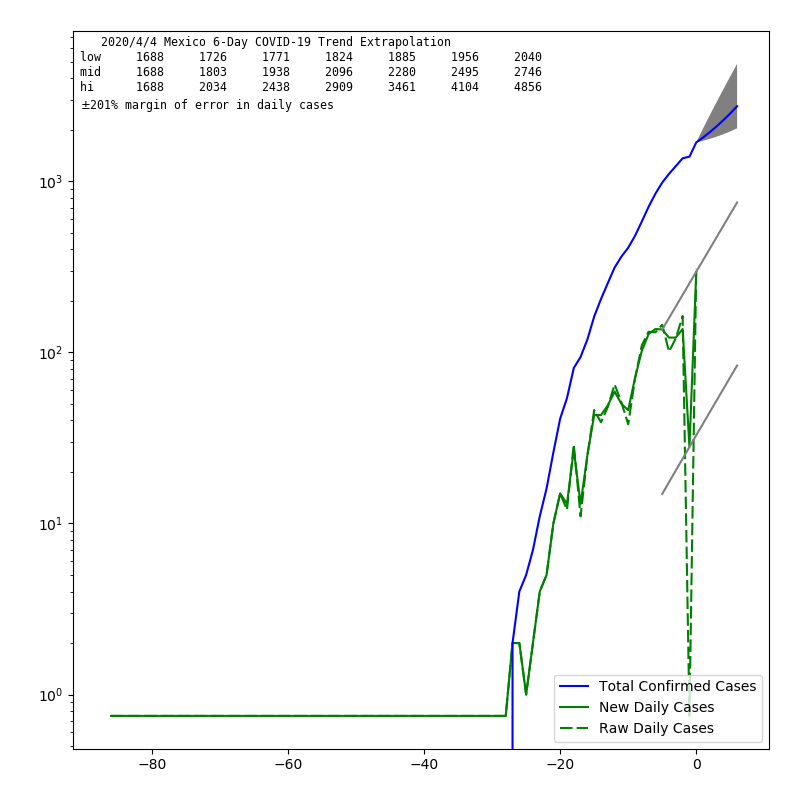 2020/4/4 Mexico 6-Day COVID-19 Trend Extrapolation
low 1688 1726 1771 1824 1885 1956 2040
mid 1688 1803 1938 2096 2280 2495 2746
hi 1688 2034 2438 2909 3461 4104 4856
±201% margin of error in daily cases
10³
10²
10¹
10⁰
Total Confirmed Cases
New Daily Cases
Raw Daily Cases
−80 −60 −40 −20 0